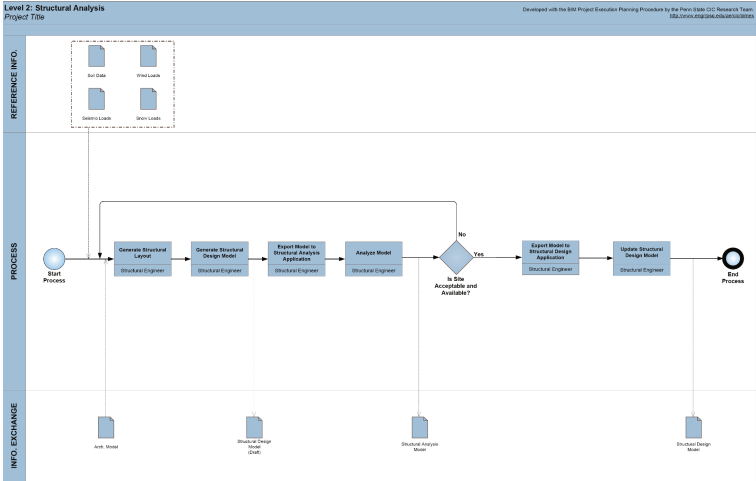 Level 2: Structural Analysis
Project Title
Developed with the BIM Project Execution Planning Procedure by the Penn State CIC Research Team.
REFERENCE INFO.
Soil Data
Wind Loads
Seismic Loads
Snow Loads
PROCESS
Start
Process
Generate Structural
Layout
Structural Engineer
Generate Structural
Design Model
Structural Engineer
Export Model to
Structural Analysis
Application
Structural Engineer
Analyze Model
Structural Engineer
No
Yes
Is Site
Acceptable and
Available?
Export Model to
Structural Design
Application
Structural Engineer
Update Structural
Design Model
Structural Engineer
End
Process
INFO. EXCHANGE
Arch. Model
Structural Design
Model
(Draft)
Structural Analysis
Model
Structural Design
Model